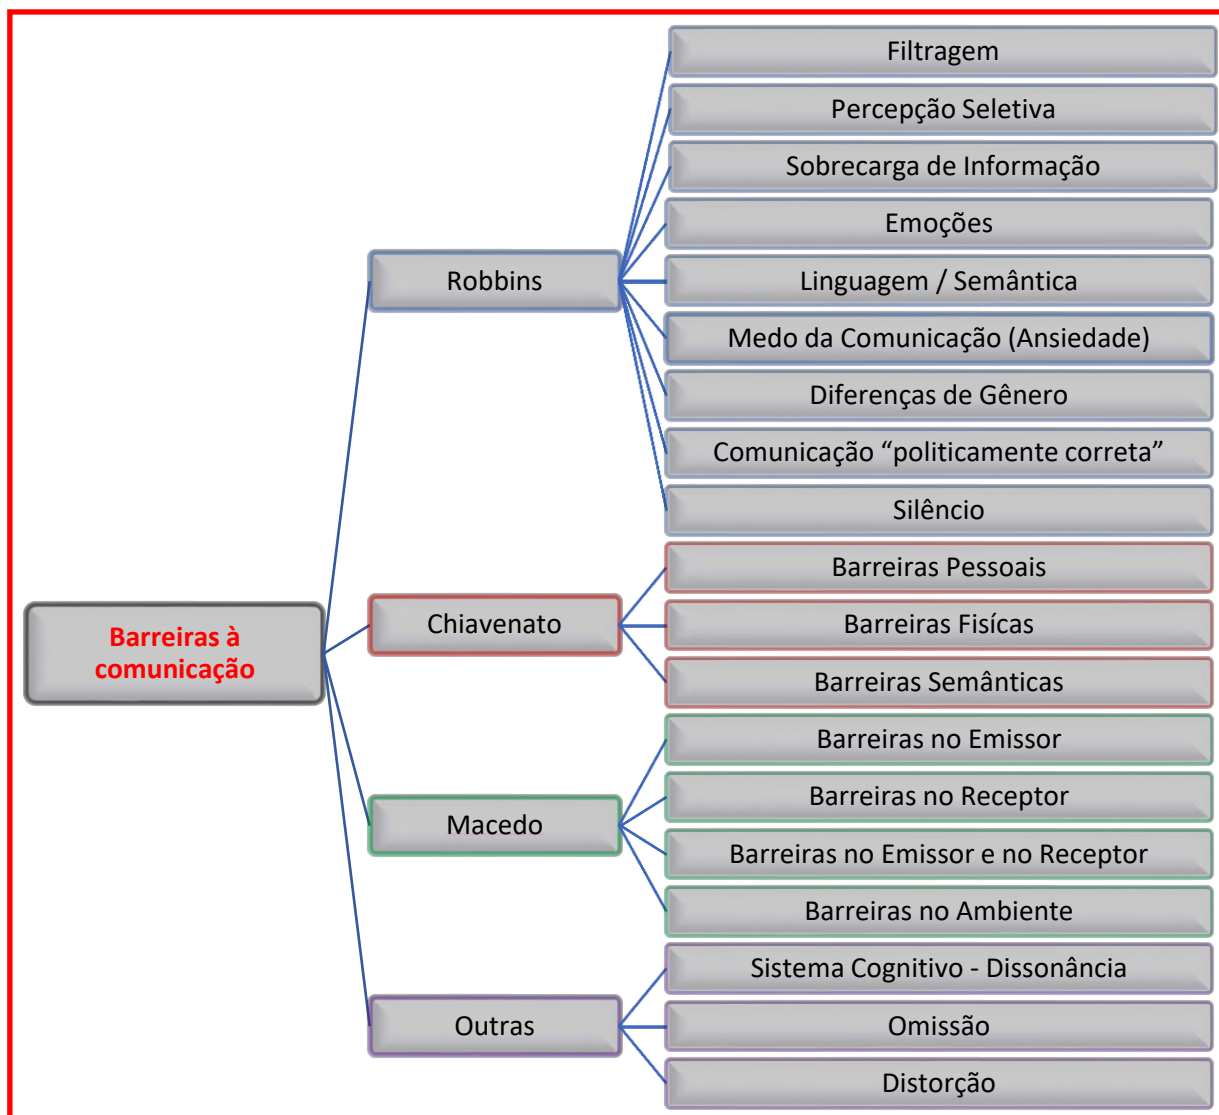 Barreiras à
comunicação
Robbins
Filtragem
Percepção Seletiva
Sobrecarga de Informação
Emoções
Linguagem / Semântica
Medo da Comunicação (Ansiedade)
Diferenças de Gênero
Comunicação “politicamente correta”
Silêncio
Chiavenato
Barreiras Pessoais
Barreiras Fisícas
Barreiras Semânticas
Macedo
Barreiras no Emissor
Barreiras no Receptor
Barreiras no Emissor e no Receptor
Barreiras no Ambiente
Outras
Sistema Cognitivo - Dissonância
Omissão
Distorção